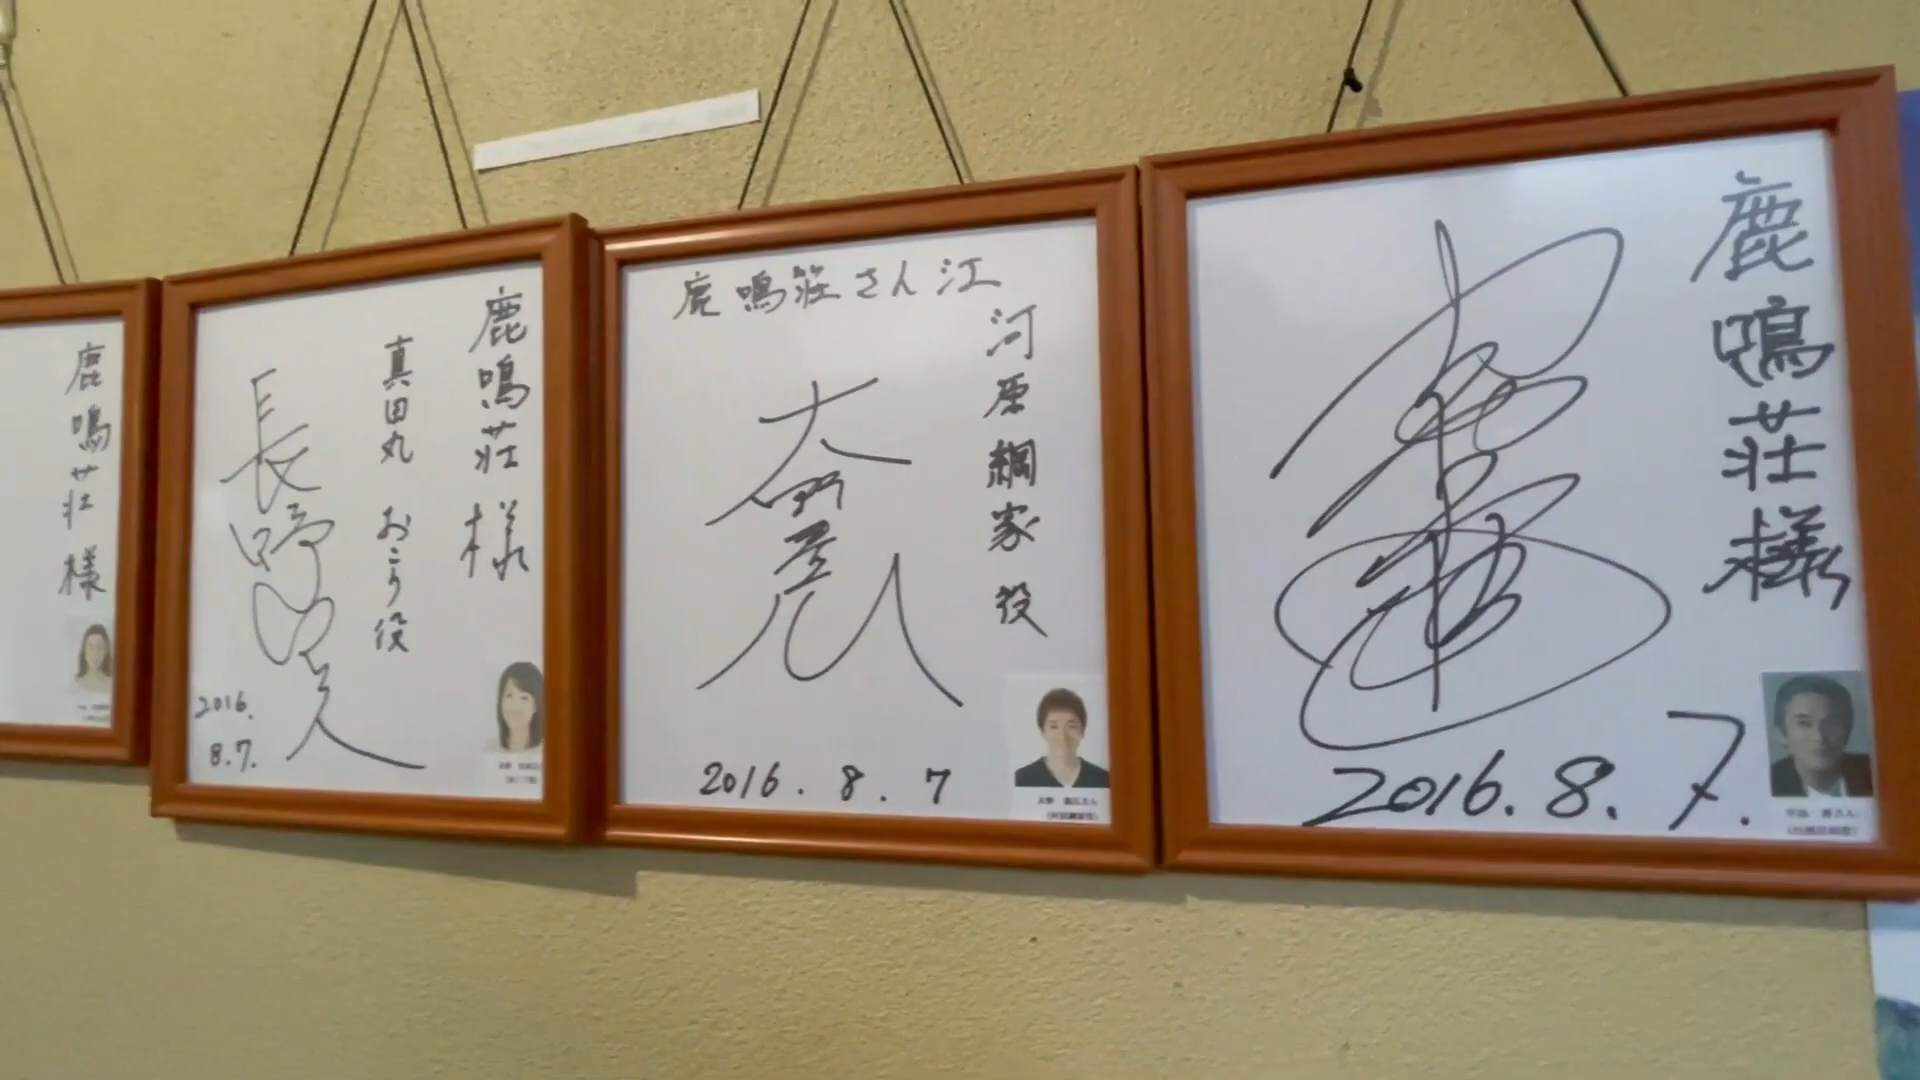 鹿鳴荘様
鹿鳴荘様
真田丸 おこう役
長野里美
2016.
8.7.
鹿鳴荘さん江
河原綱家役
大野泰広
2016.8.7
鹿鳴荘様
2016.8.7.